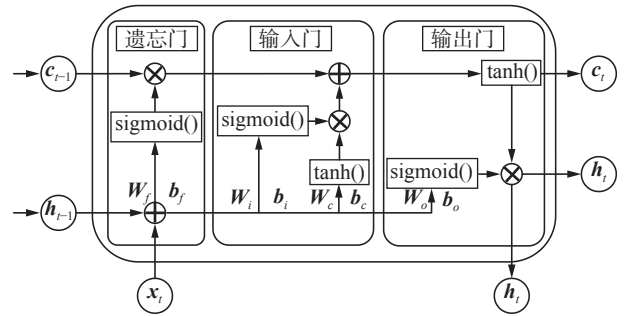 遗忘门 输入门 输出门
c_{t-1} tanh() c_t
sigmoid()
sigmoid() tanh() sigmoid() h_t
W_f b_f W_i b_i W_c b_c W_o b_o
h_{t-1}
x_t h_t